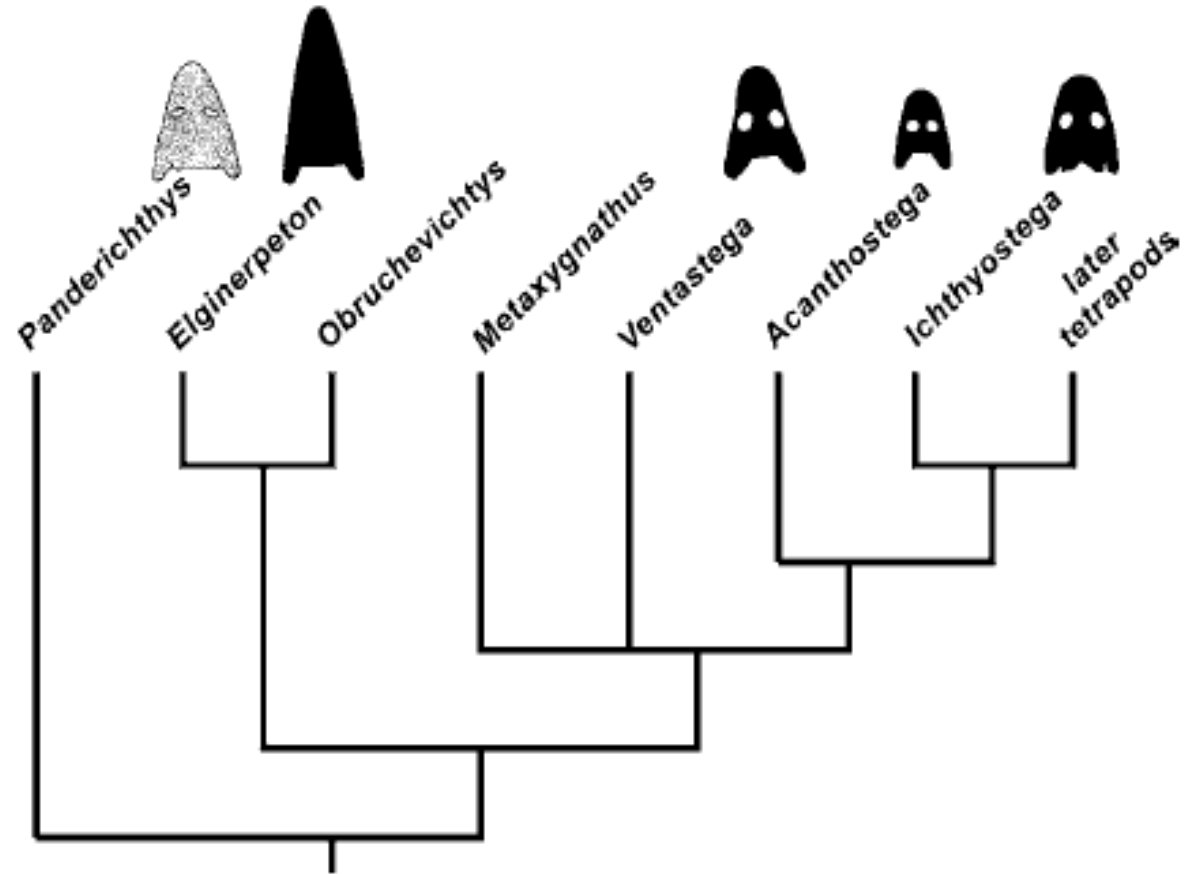 Panderichthys
Elginerpeton
Obruchevichtys
Metaxygnathus
Ventastega
Acanthostega
Ichthyostega
later
tetrapods